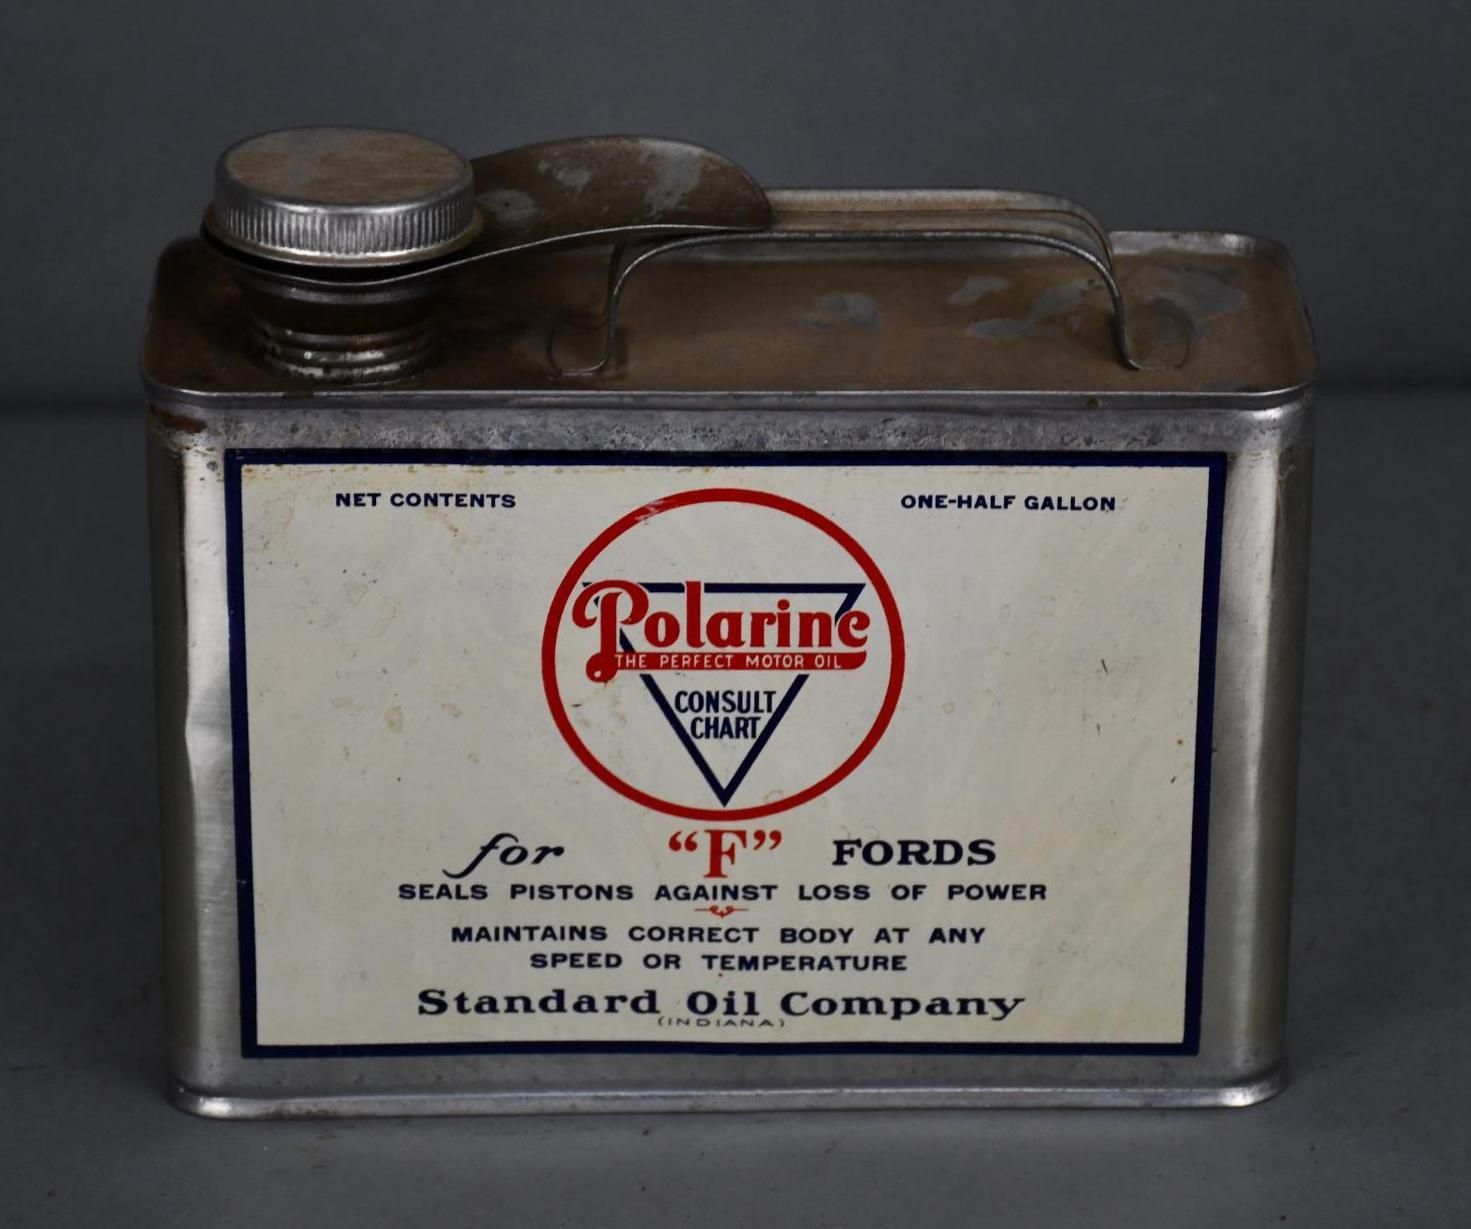 NET CONTENTS
ONE-HALF GALLON
Polarine
THE PERFECT MOTOR OIL
CONSULT
CHART
for "F" FORDS
SEALS PISTONS AGAINST LOSS OF POWER
MAINTAINS CORRECT BODY AT ANY
SPEED OR TEMPERATURE
Standard Oil Company
(INDIANA)